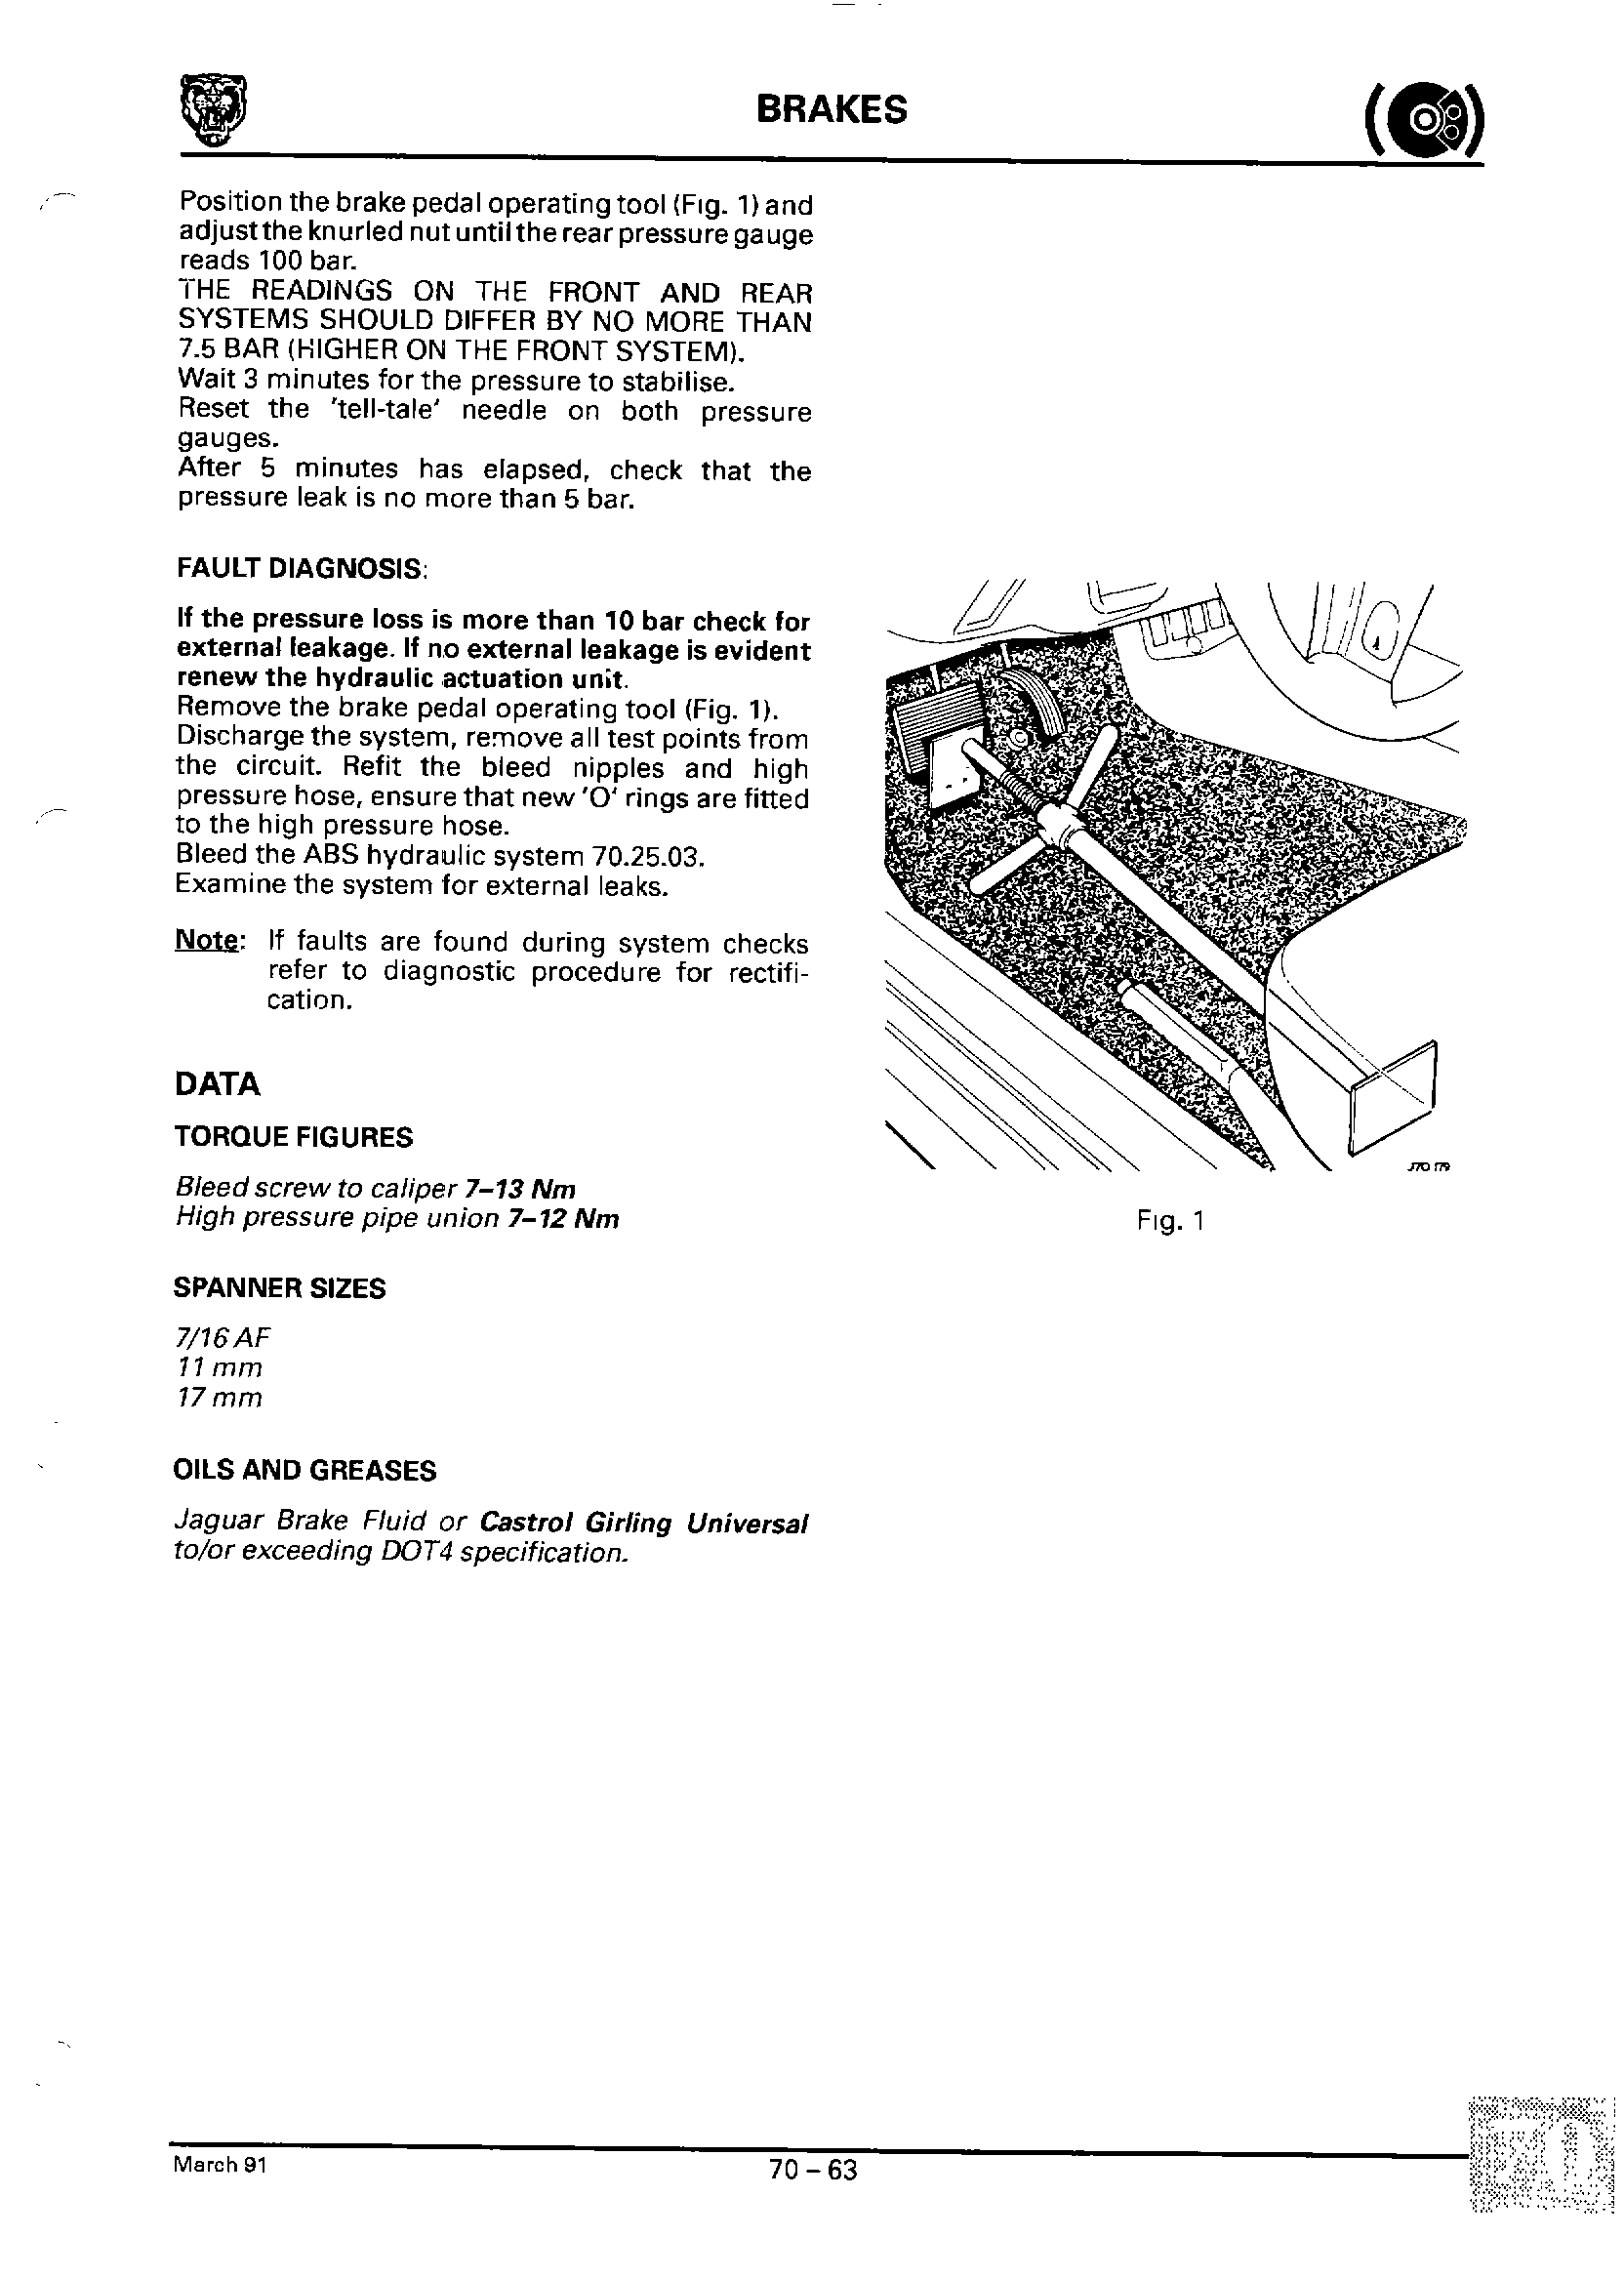 BRAKES
Position the brake pedal operating tool (Fig. 1) and
adjust the knurled nut until the rear pressure gauge
reads 100 bar.
THE READINGS ON THE FRONT AND REAR
SYSTEMS SHOULD DIFFER BY NO MORE THAN
7.5 BAR (HIGHER ON THE FRONT SYSTEM).
Wait 3 minutes for the pressure to stabilise.
Reset the 'tell-tale' needle on both pressure
gauges.
After 5 minutes has elapsed, check that the
pressure leak is no more than 5 bar.
FAULT DIAGNOSIS:
If the pressure loss is more than 10 bar check for
external leakage. If no external leakage is evident
renew the hydraulic actuation unit.
Remove the brake pedal operating tool (Fig. 1).
Discharge the system, remove all test points from
the circuit. Refit the bleed nipples and high
pressure hose, ensure that new 'O' rings are fitted
to the high pressure hose.
Bleed the ABS hydraulic system 70.25.03.
Examine the system for external leaks.
Note: If faults are found during system checks
refer to diagnostic procedure for rectifi-
cation.
DATA
TORQUE FIGURES
Bleed screw to caliper 7–13 Nm
High pressure pipe union 7–12 Nm
SPANNER SIZES
7/16 AF
11 mm
17 mm
OILS AND GREASES
Jaguar Brake Fluid or Castrol Girling Universal
to/or exceeding DOT4 specification.
J70 179
Fig. 1
March 91
70 – 63
70